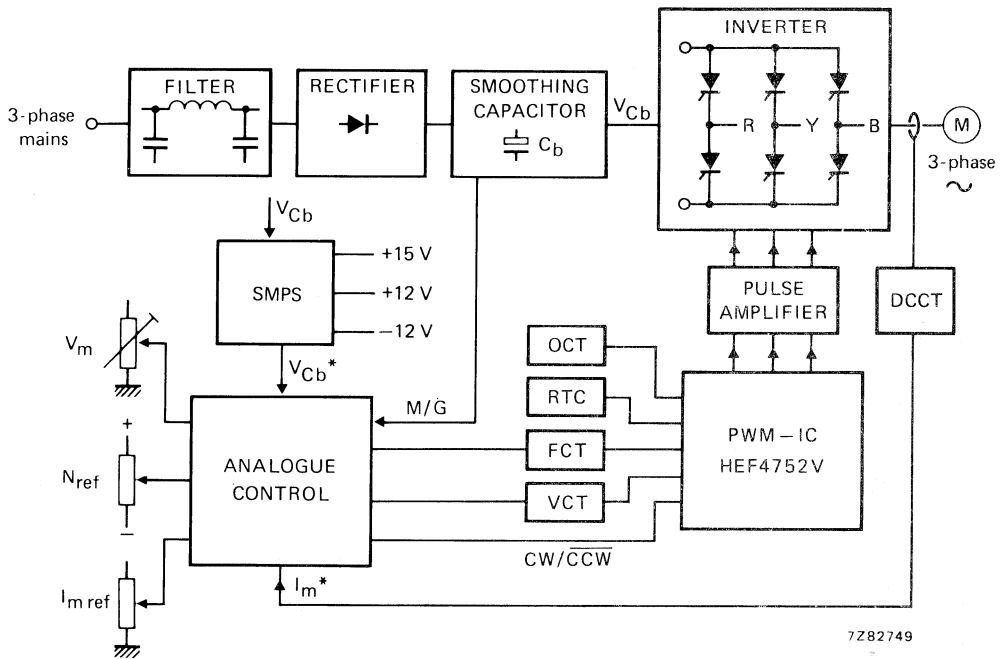 INVERTER
FILTER
RECTIFIER
SMOOTHING
CAPACITOR
C_b
V_Cb
3-phase
mains
R
Y
B
M
3-phase
V_Cb
SMPS
+15 V
+12 V
−12 V
V_Cb*
PULSE
AMPLIFIER
DCCT
V_m
M/G
OCT
RTC
FCT
VCT
PWM – IC
HEF4752V
+
N_ref
−
ANALOGUE
CONTROL
CW/C̅C̅W̅
I_m ref
I_m*
7Z82749